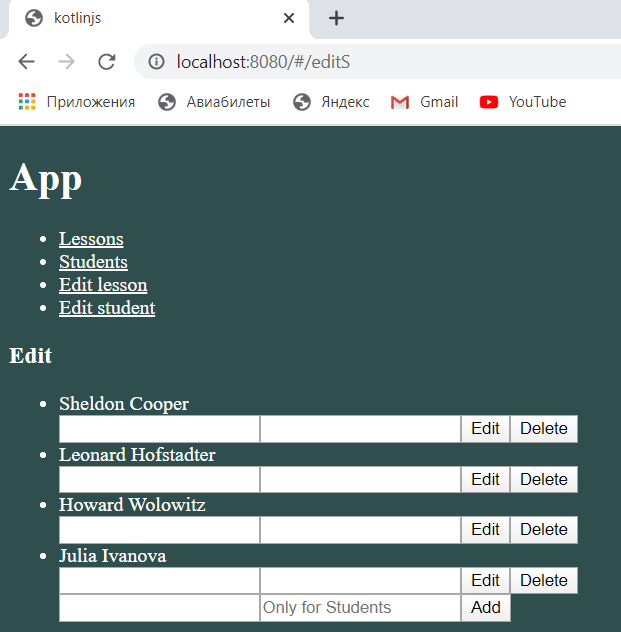 kotlinjs
localhost:8080/#/editS
Приложения Авиабилеты Яндекс Gmail YouTube
App
Lessons
Students
Edit lesson
Edit student
Edit
Sheldon Cooper
Edit Delete
Leonard Hofstadter
Edit Delete
Howard Wolowitz
Edit Delete
Julia Ivanova
Edit Delete
Only for Students Add